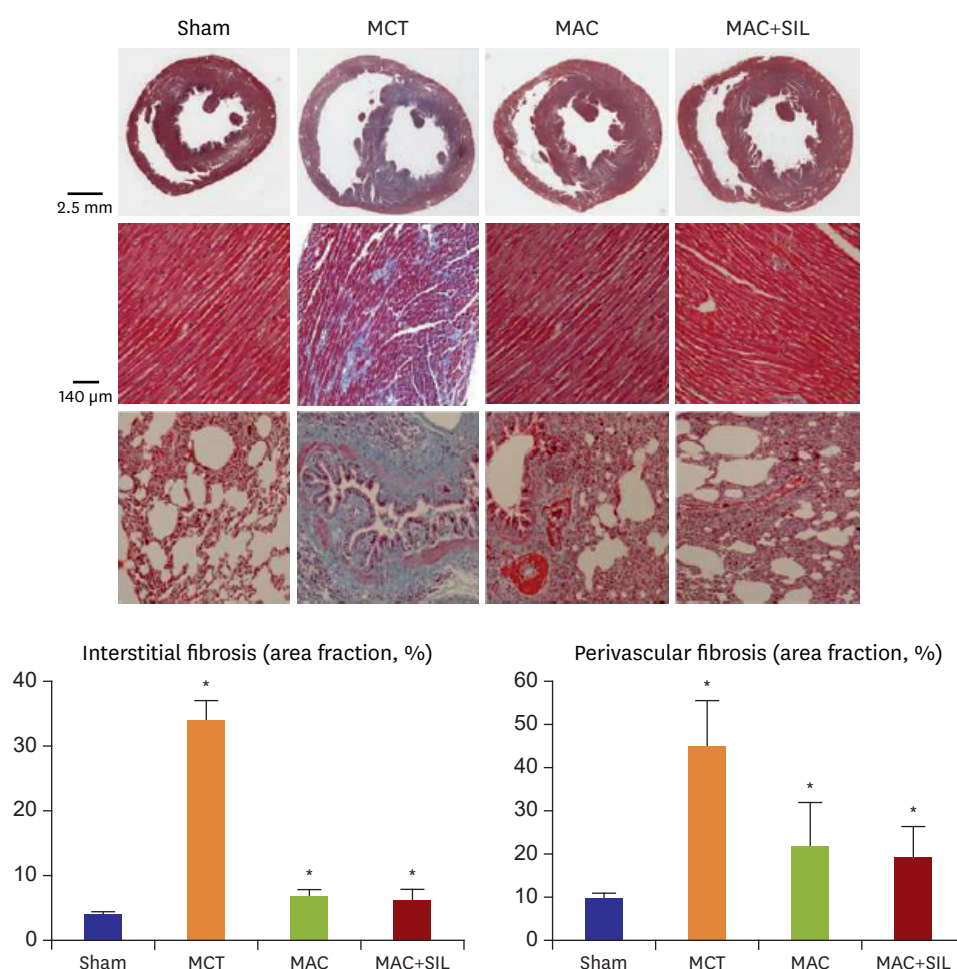 Sham MCT MAC MAC+SIL
2.5 mm
140 µm
Interstitial fibrosis (area fraction, %)
40
*
30
20
10
* *
0
Sham MCT MAC MAC+SIL
Perivascular fibrosis (area fraction, %)
60
*
50
40
*
30
*
20
10
0
Sham MCT MAC MAC+SIL